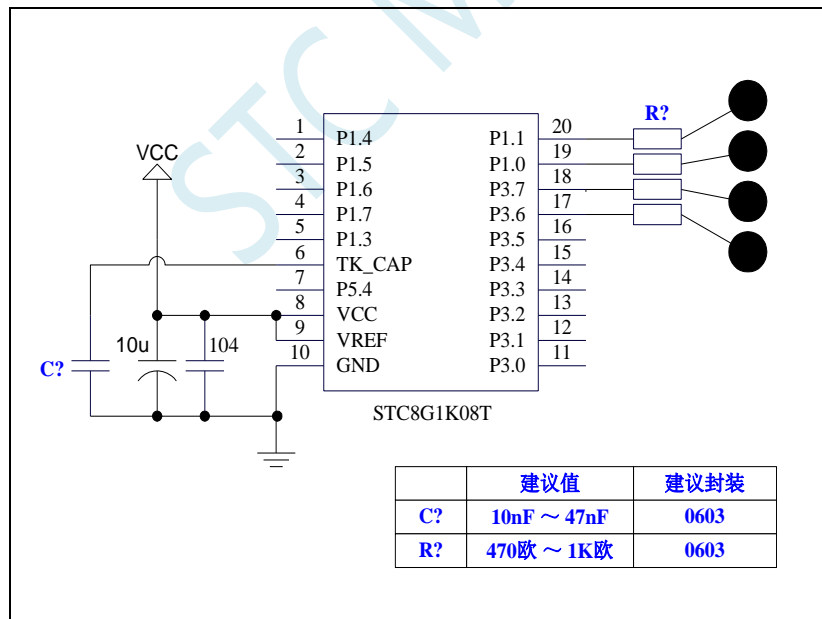 STC M
R?
VCC
1 P1.4 P1.1 20
2 P1.5 P1.0 19
3 P1.6 P3.7 18
4 P1.7 P3.6 17
5 P1.3 P3.5 16
6 TK_CAP P3.4 15
7 P5.4 P3.3 14
8 VCC P3.2 13
9 VREF P3.1 12
10 GND P3.0 11
C?
10u
104
STC8G1K08T
建议值 建议封装
C? 10nF ～ 47nF 0603
R? 470欧 ～ 1K欧 0603